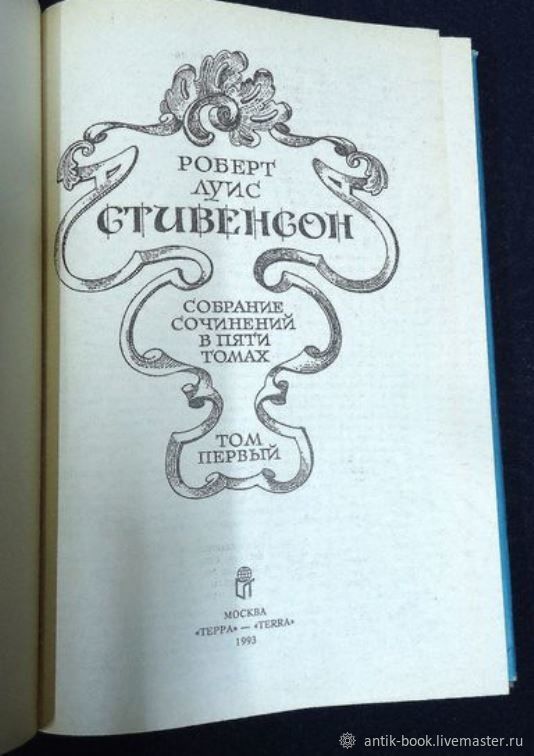 РОБЕРТ
ЛУИС
СТИВЕНСОН
СОБРАНИЕ
СОЧИНЕНИЙ
В ПЯТИ
ТОМАХ
ТОМ
ПЕРВЫЙ
МОСКВА
«ТЕРРА» — «TERRA»
1993
antik-book.livemaster.ru